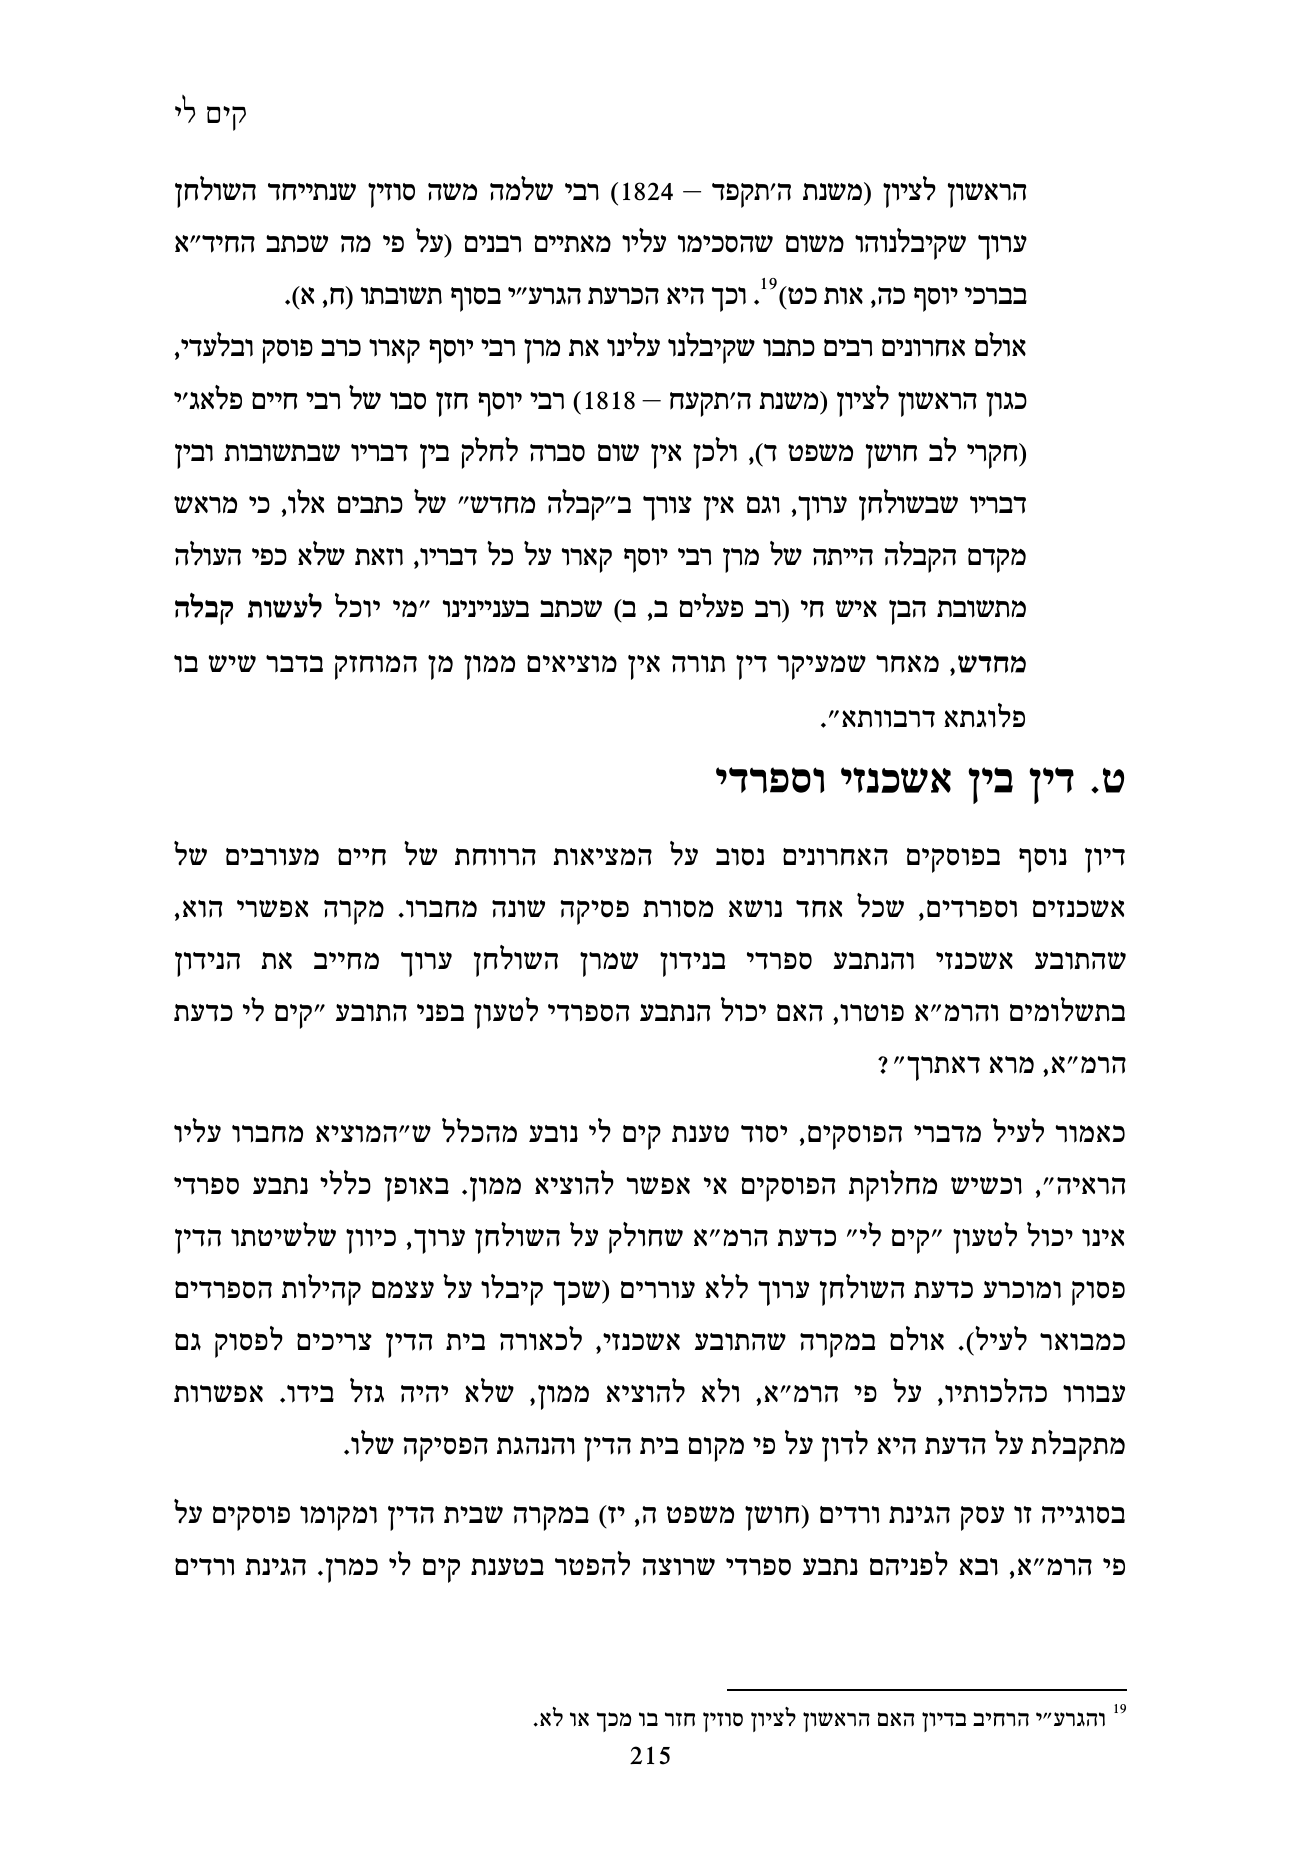 קים לי
הראשון לציון (משנת ה'תקפד – 1824) רבי שלמה משה סוזין שנתייחד השולחן
ערוך שקיבלנוהו משום שהסכימו עליו מאתיים רבנים (על פי מה שכתב החיד״א
בברכי יוסף כה, אות כט)19. וכך היא הכרעת הגרע״י בסוף תשובתו (ח, א).
אולם אחרונים רבים כתבו שקיבלנו עלינו את מרן רבי יוסף קארו כרב פוסק ובלעדי,
כגון הראשון לציון (משנת ה'תקעח – 1818) רבי יוסף חזן סבו של רבי חיים פלאג'י
(חקרי לב חושן משפט ד), ולכן אין שום סברה לחלק בין דבריו שבתשובות ובין
דבריו שבשולחן ערוך, וגם אין צורך ב״קבלה מחדש״ של כתבים אלו, כי מראש
מקדם הקבלה הייתה של מרן רבי יוסף קארו על כל דבריו, וזאת שלא כפי העולה
מתשובת הבן איש חי (רב פעלים ב, ב) שכתב בעניינינו ״מי יוכל לעשות קבלה
מחדש, מאחר שמעיקר דין תורה אין מוציאים ממון מן המוחזק בדבר שיש בו
פלוגתא דרבוותא״.
ט. דין בין אשכנזי וספרדי
דיון נוסף בפוסקים האחרונים נסוב על המציאות הרווחת של חיים מעורבים של
אשכנזים וספרדים, שכל אחד נושא מסורת פסיקה שונה מחברו. מקרה אפשרי הוא,
שהתובע אשכנזי והנתבע ספרדי בנידון שמרן השולחן ערוך מחייב את הנידון
בתשלומים והרמ״א פוטרו, האם יכול הנתבע הספרדי לטעון בפני התובע ״קים לי כדעת
הרמ״א, מרא דאתרך״?
כאמור לעיל מדברי הפוסקים, יסוד טענת קים לי נובע מהכלל ש״המוציא מחברו עליו
הראיה״, וכשיש מחלוקת הפוסקים אי אפשר להוציא ממון. באופן כללי נתבע ספרדי
אינו יכול לטעון ״קים לי״ כדעת הרמ״א שחולק על השולחן ערוך, כיוון שלשיטתו הדין
פסוק ומוכרע כדעת השולחן ערוך ללא עוררים (שכך קיבלו על עצמם קהילות הספרדים
כמבואר לעיל). אולם במקרה שהתובע אשכנזי, לכאורה בית הדין צריכים לפסוק גם
עבורו כהלכותיו, על פי הרמ״א, ולא להוציא ממון, שלא יהיה גזל בידו. אפשרות
מתקבלת על הדעת היא לדון על פי מקום בית הדין והנהגת הפסיקה שלו.
בסוגייה זו עסק הגינת ורדים (חושן משפט ה, יז) במקרה שבית הדין ומקומו פוסקים על
פי הרמ״א, ובא לפניהם נתבע ספרדי שרוצה להפטר בטענת קים לי כמרן. הגינת ורדים
19 והגרע״י הרחיב בדיון האם הראשון לציון סוזין חזר בו מכך או לא.
215